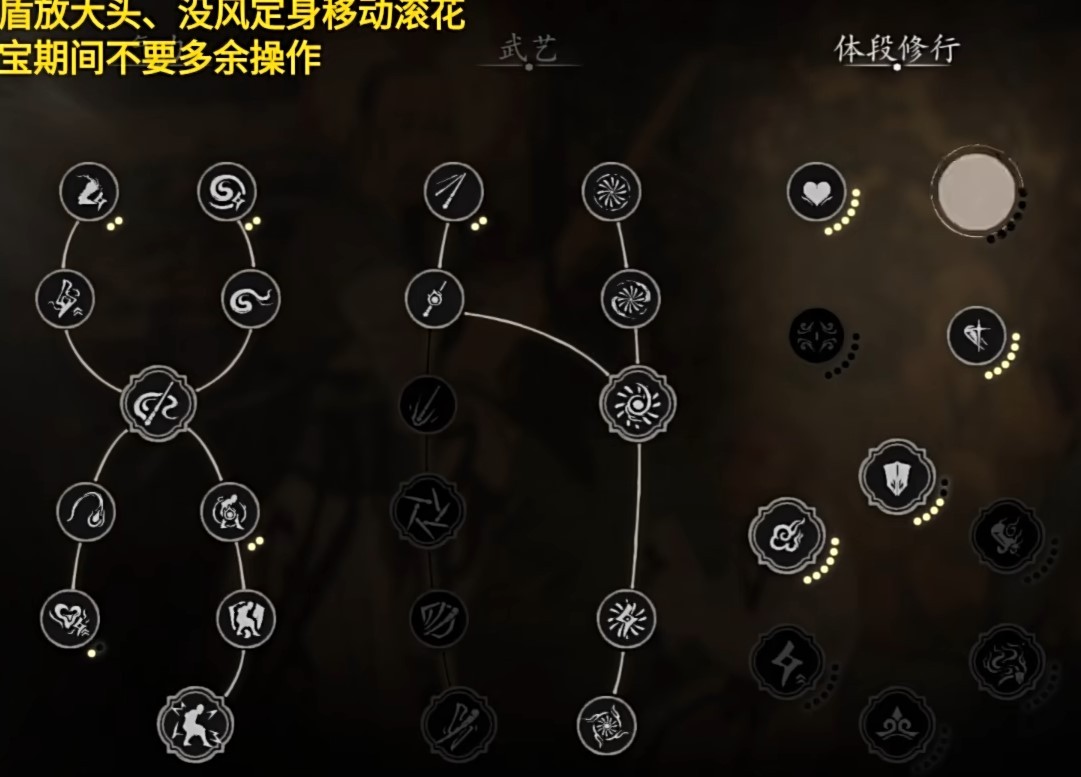 盾放大头、没风定身移动滚花
宝期间不要多余操作
武艺
体段修行